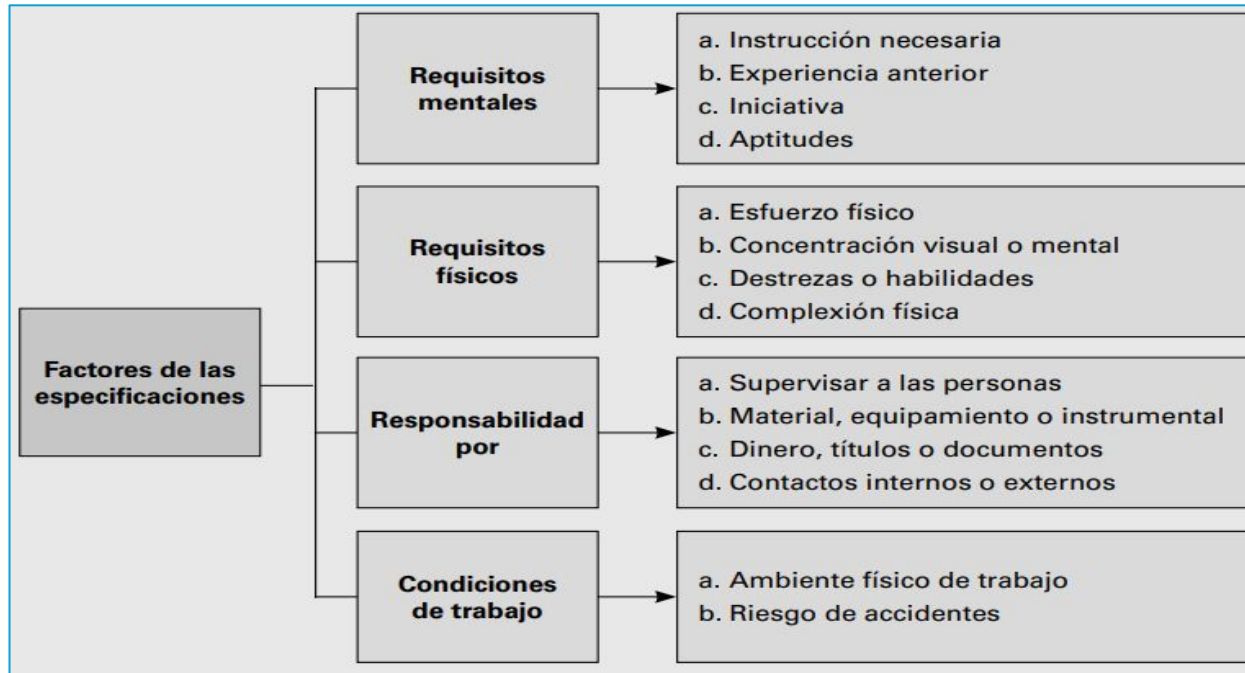 Requisitos
mentales
a. Instrucción necesaria
b. Experiencia anterior
c. Iniciativa
d. Aptitudes
Requisitos
físicos
a. Esfuerzo físico
b. Concentración visual o mental
c. Destrezas o habilidades
d. Complexión física
Factores de las
especificaciones
Responsabilidad
por
a. Supervisar a las personas
b. Material, equipamiento o instrumental
c. Dinero, títulos o documentos
d. Contactos internos o externos
Condiciones
de trabajo
a. Ambiente físico de trabajo
b. Riesgo de accidentes